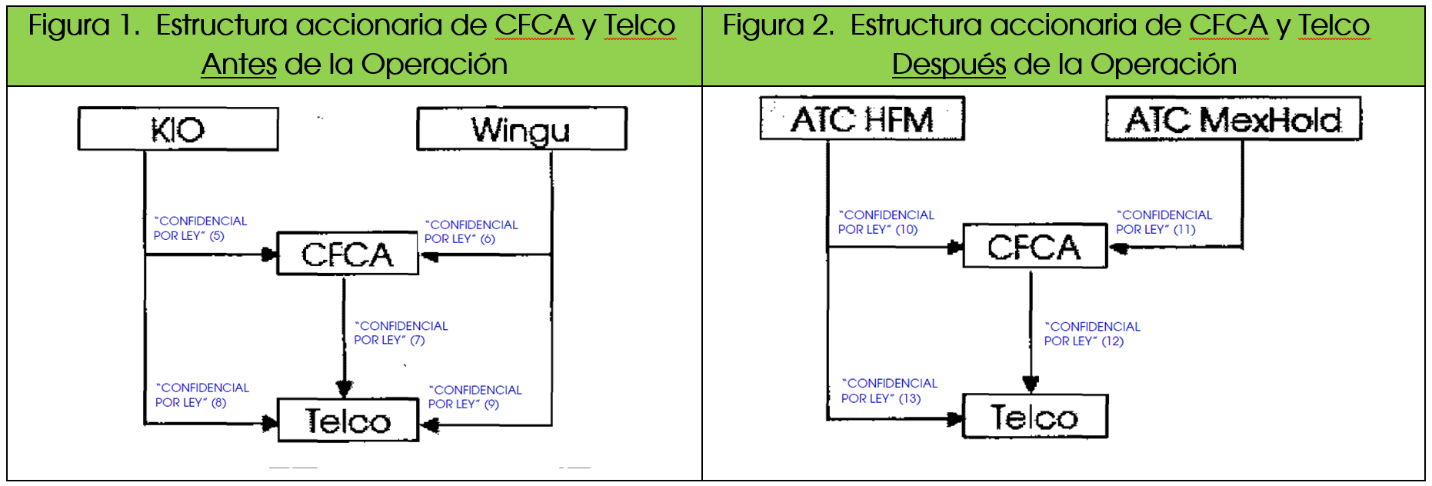 Figura 1. Estructura accionaria de CFCA y Telco
Antes de la Operación
KIO
Wingu
"CONFIDENCIAL
POR LEY" (5)
"CONFIDENCIAL
POR LEY" (6)
CFCA
"CONFIDENCIAL
POR LEY" (7)
"CONFIDENCIAL
POR LEY" (8)
"CONFIDENCIAL
POR LEY" (9)
Telco
Figura 2. Estructura accionaria de CFCA y Telco
Después de la Operación
ATC HFM
ATC MexHold
"CONFIDENCIAL
POR LEY" (10)
"CONFIDENCIAL
POR LEY" (11)
CFCA
"CONFIDENCIAL
POR LEY" (12)
"CONFIDENCIAL
POR LEY" (13)
Telco